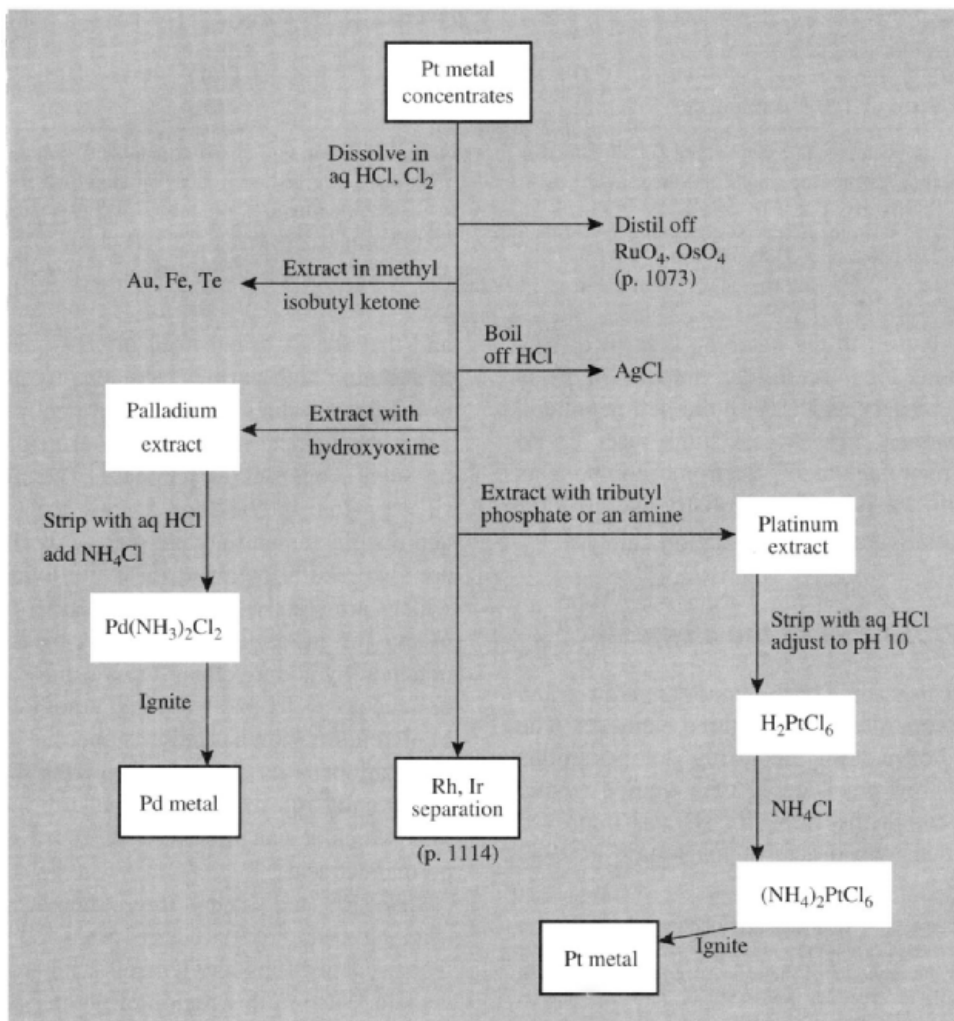 Pt metal
concentrates
Dissolve in
aq HCl, Cl₂
Distil off
RuO₄, OsO₄
(p. 1073)
Au, Fe, Te
Extract in methyl
isobutyl ketone
Boil
off HCl
AgCl
Palladium
extract
Extract with
hydroxyoxime
Extract with tributyl
phosphate or an amine
Platinum
extract
Strip with aq HCl
add NH₄Cl
Strip with aq HCl
adjust to pH 10
Pd(NH₃)₂Cl₂
H₂PtCl₆
Ignite
Pd metal
Rh, Ir
separation
(p. 1114)
NH₄Cl
(NH₄)₂PtCl₆
Ignite
Pt metal